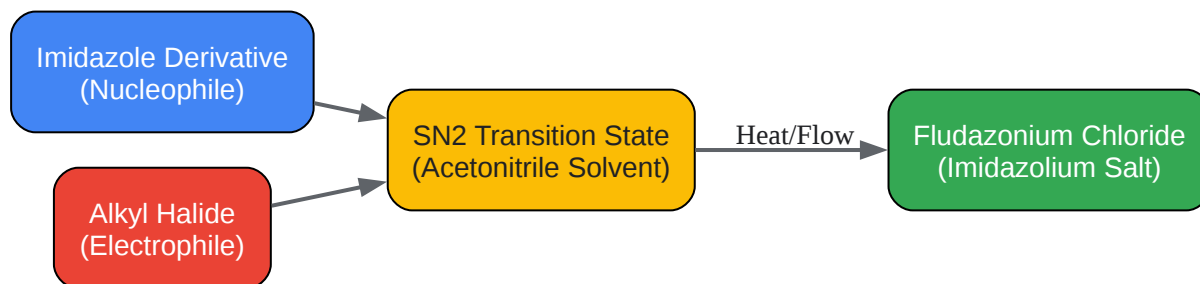 Imidazole Derivative
(Nucleophile)
Alkyl Halide
(Electrophile)
SN2 Transition State
(Acetonitrile Solvent)
Heat/Flow
Fludazonium Chloride
(Imidazolium Salt)